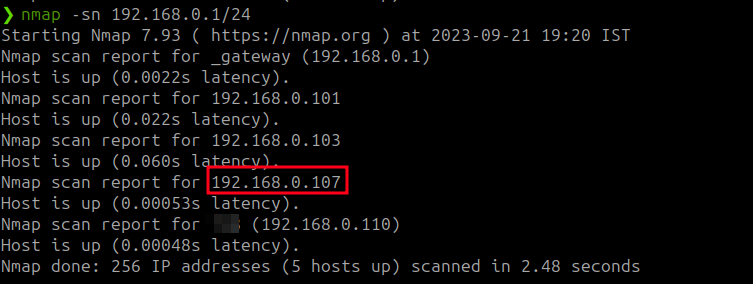 ❯ nmap -sn 192.168.0.1/24
Starting Nmap 7.93 ( https://nmap.org ) at 2023-09-21 19:20 IST
Nmap scan report for _gateway (192.168.0.1)
Host is up (0.0022s latency).
Nmap scan report for 192.168.0.101
Host is up (0.022s latency).
Nmap scan report for 192.168.0.103
Host is up (0.060s latency).
Nmap scan report for 192.168.0.107
Host is up (0.00053s latency).
Nmap scan report for (192.168.0.110)
Host is up (0.00048s latency).
Nmap done: 256 IP addresses (5 hosts up) scanned in 2.48 seconds